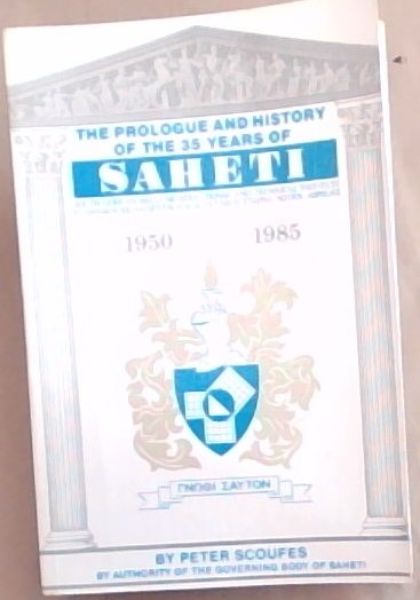 THE PROLOGUE AND HISTORY
OF THE 35 YEARS OF
SAHETI
1950 1985
ΓΝΩΘΙ ΣΑΥΤΟΝ
BY PETER SCOUFES
BY AUTHORITY OF THE GOVERNING BODY OF SAHETI